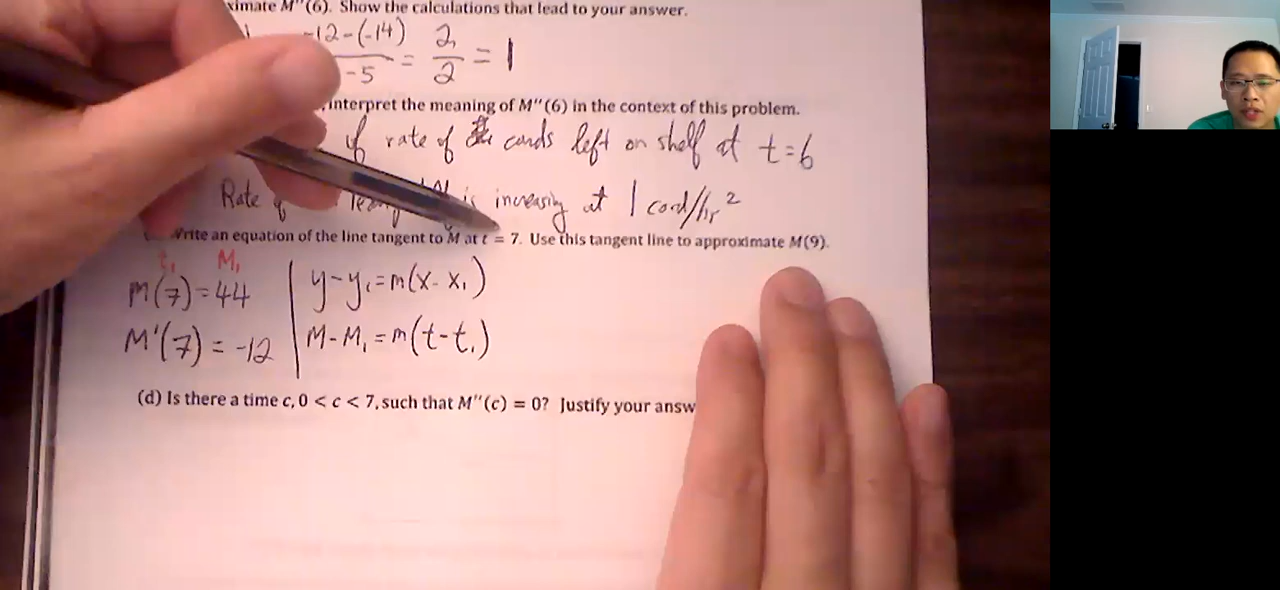 ximate M''(6). Show the calculations that lead to your answer.
-12-(-14) / -5 = 2/2 = 1
interpret the meaning of M''(6) in the context of this problem.
of rate of cards left on shelf at t=6
Rate is increasing at 1 card/hr²
Write an equation of the line tangent to M at t = 7. Use this tangent line to approximate M(9).
t₁ M₁
M(7)=44
y-y₁=m(x-x₁)
M'(7) = -12
M-M₁=m(t-t₁)
(d) Is there a time c, 0 < c < 7, such that M''(c) = 0? Justify your answ